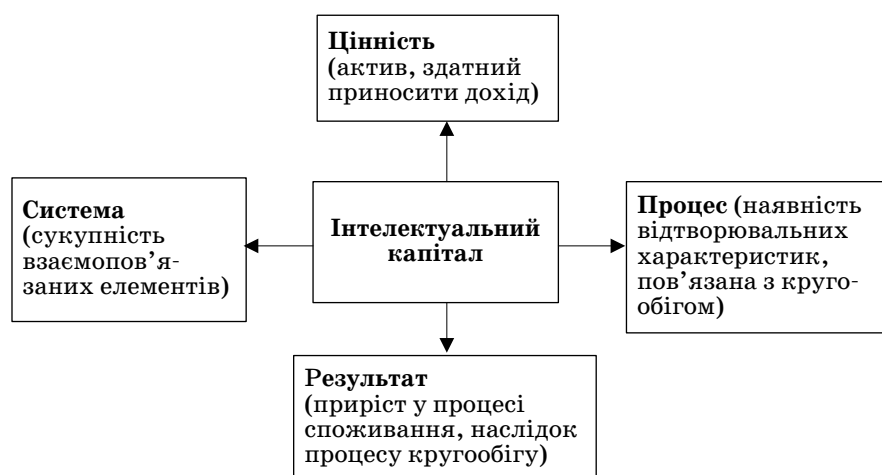 Цінність
(актив, здатний
приносити дохід)
Система
(сукупність
взаємопов’я-
заних елементів)
Інтелектуальний
капітал
Процес (наявність
відтворювальних
характеристик,
пов’язана з круго-
обігом)
Результат
(приріст у процесі
споживання, наслідок
процесу кругообігу)